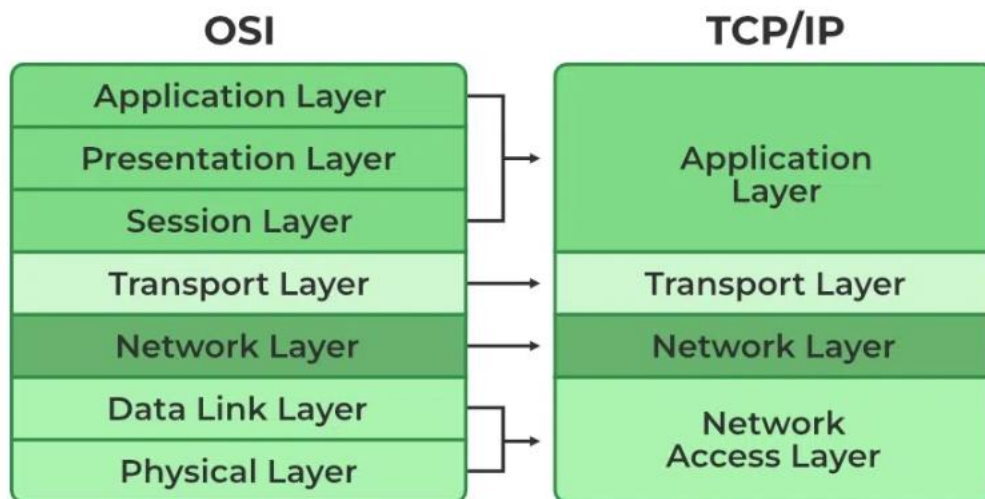 OSI
Application Layer
Presentation Layer
Session Layer
Transport Layer
Network Layer
Data Link Layer
Physical Layer
TCP/IP
Application
Layer
Transport Layer
Network Layer
Network
Access Layer